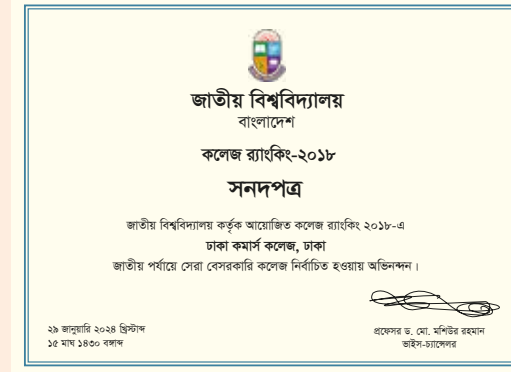 জাতীয় বিশ্ববিদ্যালয়
বাংলাদেশ
কলেজ র‍্যাংকিং-২০১৮
সনদপত্র
জাতীয় বিশ্ববিদ্যালয় কর্তৃক আয়োজিত কলেজ র‍্যাংকিং ২০১৮-এ
ঢাকা কমার্স কলেজ, ঢাকা
জাতীয় পর্যায়ে সেরা বেসরকারি কলেজ নির্বাচিত হওয়ায় অভিনন্দন।
২৯ জানুয়ারি ২০২৪ খ্রিস্টাব্দ
১৫ মাঘ ১৪৩০ বঙ্গাব্দ
প্রফেসর ড. মো. মশিউর রহমান
ভাইস-চ্যান্সেলর